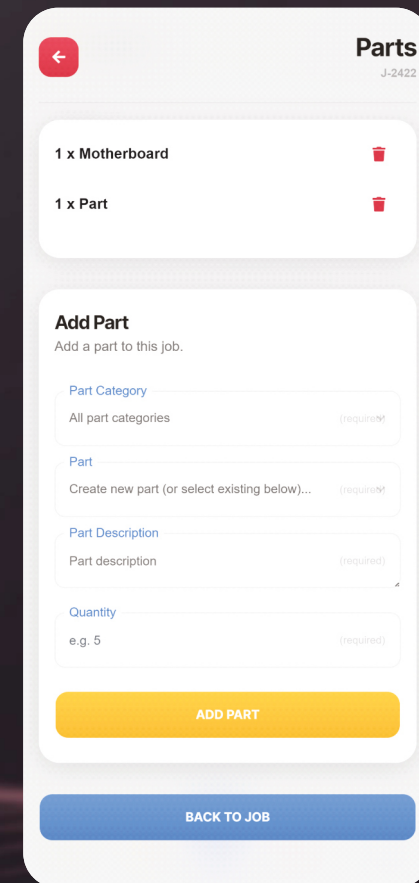 Parts
J-2422
1 x Motherboard
1 x Part
Add Part
Add a part to this job.
Part Category
All part categories (required)
Part
Create new part (or select existing below)... (required)
Part Description
Part description (required)
Quantity
e.g. 5 (required)
ADD PART
BACK TO JOB